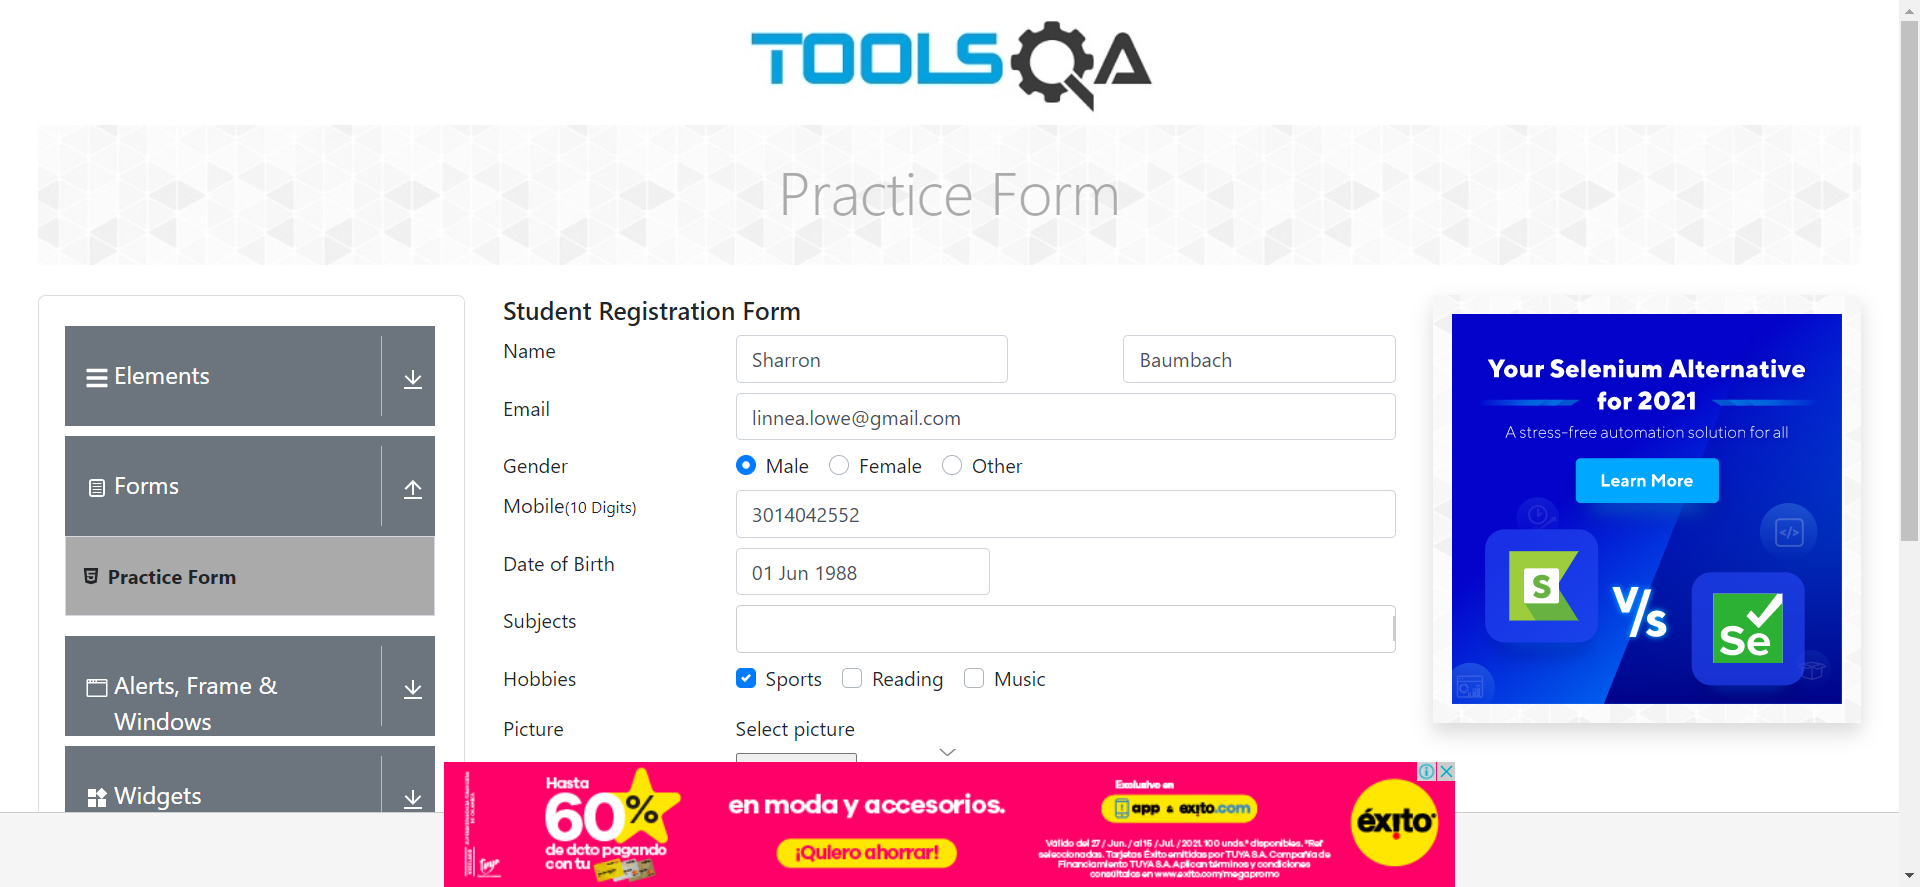 TOOLSQA
Practice Form
Elements
Forms
Practice Form
Alerts, Frame &
Windows
Widgets
Student Registration Form
Name
Sharron
Baumbach
Email
linnea.lowe@gmail.com
Gender
Male
Female
Other
Mobile(10 Digits)
3014042552
Date of Birth
01 Jun 1988
Subjects
Hobbies
Sports
Reading
Music
Picture
Select picture
Your Selenium Alternative
for 2021
A stress-free automation solution for all
Learn More
S
V/s
Se
Hasta
60%
de dcto pagando
con tu
en moda y accesorios.
¡Quiero ahorrar!
Exclusivo en
app & exito.com
Válido del 27 / Jun. / al 15 / Jul. / 2021. 100 unds.* disponibles. *Ref
seleccionadas. Tarjetas Éxito emitidas por TUYA S.A. Compañía de
Financiamiento TUYA S.A. Aplican términos y condiciones
consúltalos en www.exito.com/megapromo
éxito